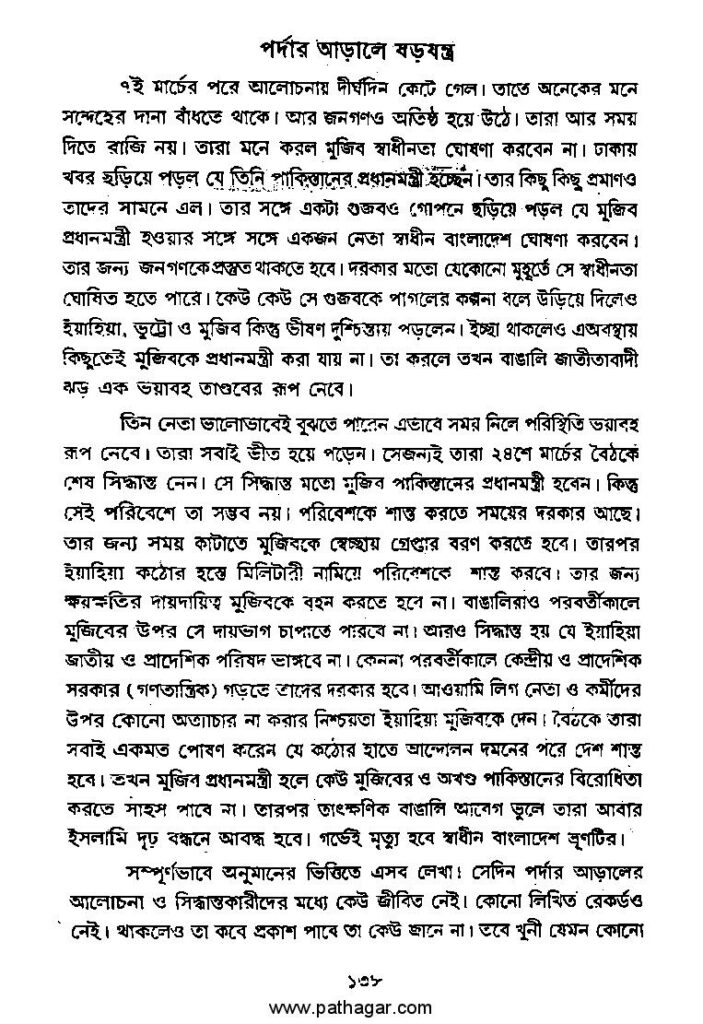 পর্দার আড়ালে ষড়যন্ত্র
৭ই মার্চের পরে আলোচনায় দীর্ঘদিন কেটে গেল। তাতে অনেকের মনে
সন্দেহের দানা বাঁধতে থাকে। আর জনগণও অতিষ্ঠ হয়ে উঠে। তারা আর সময়
দিতে রাজি নয়। তারা মনে করল মুজিব স্বাধীনতা ঘোষণা করবেন না। ঢাকায়
খবর ছড়িয়ে পড়ল যে তিনি পাকিস্তানের প্রধানমন্ত্রী হচ্ছেন। তার কিছু কিছু প্রমাণও
তাদের সামনে এল। তার সঙ্গে একটা গুজবও গোপনে ছড়িয়ে পড়ল যে মুজিব
প্রধানমন্ত্রী হওয়ার সঙ্গে সঙ্গে একজন নেতা স্বাধীন বাংলাদেশ ঘোষণা করবেন।
তার জন্য জনগণকে প্রস্তুত থাকতে হবে। দরকার মতো যেকোনো মুহূর্তে সে স্বাধীনতা
ঘোষিত হতে পারে। কেউ কেউ সে গুজবকে পাগলের কল্পনা বলে উড়িয়ে দিলেও
ইয়াহিয়া, ভুট্টো ও মুজিব কিন্তু ভীষণ দুশ্চিন্তায় পড়লেন। ইচ্ছা থাকলেও এঅবস্থায়
কিছুতেই মুজিবকে প্রধানমন্ত্রী করা যায় না। তা করলে তখন বাঙালি জাতীতাবাদী
ঝড় এক ভয়াবহ তাণ্ডবের রূপ নেবে।
তিন নেতা ভালোভাবেই বুঝতে পারেন এভাবে সময় নিলে পরিস্থিতি ভয়াবহ
রূপ নেবে। তারা সবাই ভীত হয়ে পড়েন। সেজন্যই তারা ২৪শে মার্চের বৈঠকে
শেষ সিদ্ধান্ত নেন। সে সিদ্ধান্ত মতো মুজিব পাকিস্তানের প্রধানমন্ত্রী হবেন। কিন্তু
সেই পরিবেশে তা সম্ভব নয়। পরিবেশকে শান্ত করতে সময়ের দরকার আছে।
তার জন্য সময় কাটাতে মুজিবকে স্বেচ্ছায় গ্রেপ্তার বরণ করতে হবে। তারপর
ইয়াহিয়া কঠোর হস্তে মিলিটারী নামিয়ে পরিবেশকে শান্ত করবে। তার জন্য
ক্ষয়ক্ষতির দায়দায়িত্ব মুজিবকে বহন করতে হবে না। বাঙালিরাও পরবর্তীকালে
মুজিবের উপর সে দায়ভাগ চাপাতে পারবে না। আরও সিদ্ধান্ত হয় যে ইয়াহিয়া
জাতীয় ও প্রাদেশিক পরিষদ ভাঙ্গবে না। কেননা পরবর্তীকালে কেন্দ্রীয় ও প্রাদেশিক
সরকার (গণতান্ত্রিক) গড়তে তাদের দরকার হবে। আওয়ামি লিগ নেতা ও কর্মীদের
উপর কোনো অত্যাচার না করার নিশ্চয়তা ইয়াহিয়া মুজিবকে দেন। বৈঠকে তারা
সবাই একমত পোষণ করেন যে কঠোর হাতে আন্দোলন দমনের পরে দেশ শান্ত
হবে। তখন মুজিব প্রধানমন্ত্রী হলে কেউ মুজিবের ও অখণ্ড পাকিস্তানের বিরোধিতা
করতে সাহস পাবে না। তারপর তাৎক্ষণিক বাঙালি আবেগ ভুলে তারা আবার
ইসলামি দৃঢ় বন্ধনে আবদ্ধ হবে। গর্ভেই মৃত্যু হবে স্বাধীন বাংলাদেশ ভ্রূণটির।
সম্পূর্ণভাবে অনুমানের ভিত্তিতে এসব লেখা। সেদিন পর্দার আড়ালের
আলোচনা ও সিদ্ধান্তকারীদের মধ্যে কেউ জীবিত নেই। কোনো লিখিত রেকর্ডও
নেই। থাকলেও তা কবে প্রকাশ পাবে তা কেউ জানে না। তবে খুনী যেমন কোনো
১৩৮
www.pathagar.com